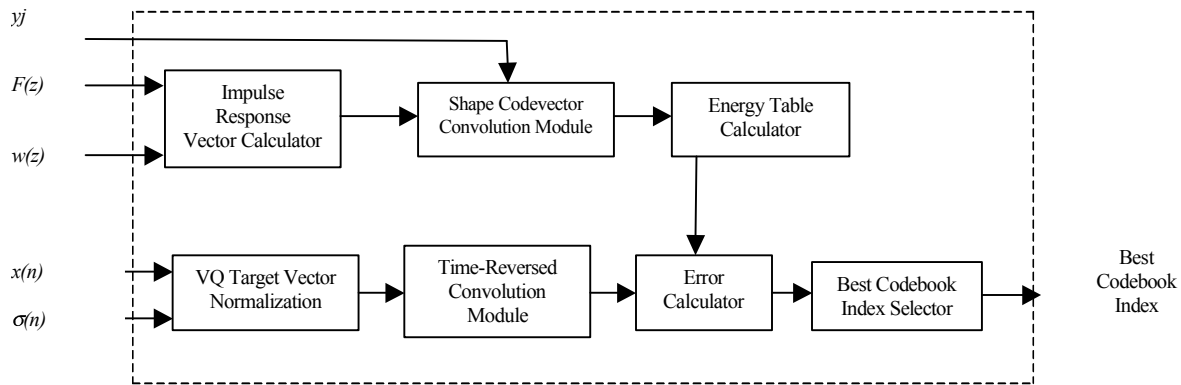 yj
F(z)
w(z)
Impulse
Response
Vector Calculator
Shape Codevector
Convolution Module
Energy Table
Calculator
x(n)
σ(n)
VQ Target Vector
Normalization
Time-Reversed
Convolution
Module
Error
Calculator
Best Codebook
Index Selector
Best
Codebook
Index